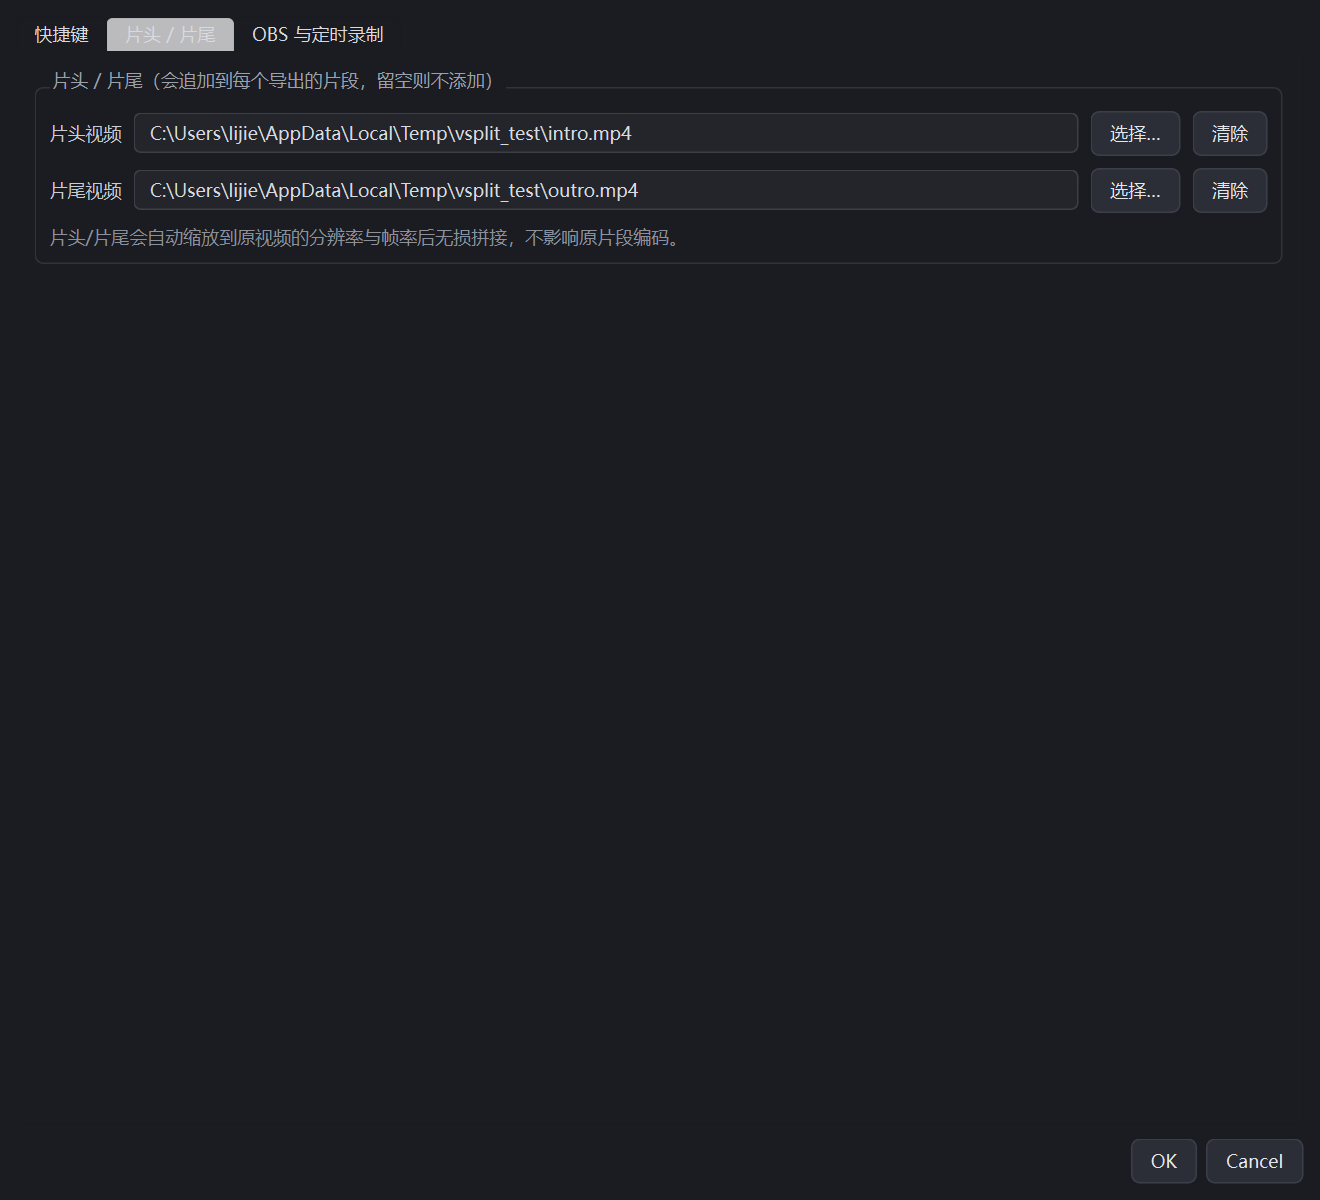 快捷键 片头 / 片尾 OBS 与定时录制
片头 / 片尾（会追加到每个导出的片段，留空则不添加）
片头视频 C:\Users\lijie\AppData\Local\Temp\vsplit_test\intro.mp4 选择... 清除
片尾视频 C:\Users\lijie\AppData\Local\Temp\vsplit_test\outro.mp4 选择... 清除
片头/片尾会自动缩放到原视频的分辨率与帧率后无损拼接，不影响原片段编码。
OK Cancel